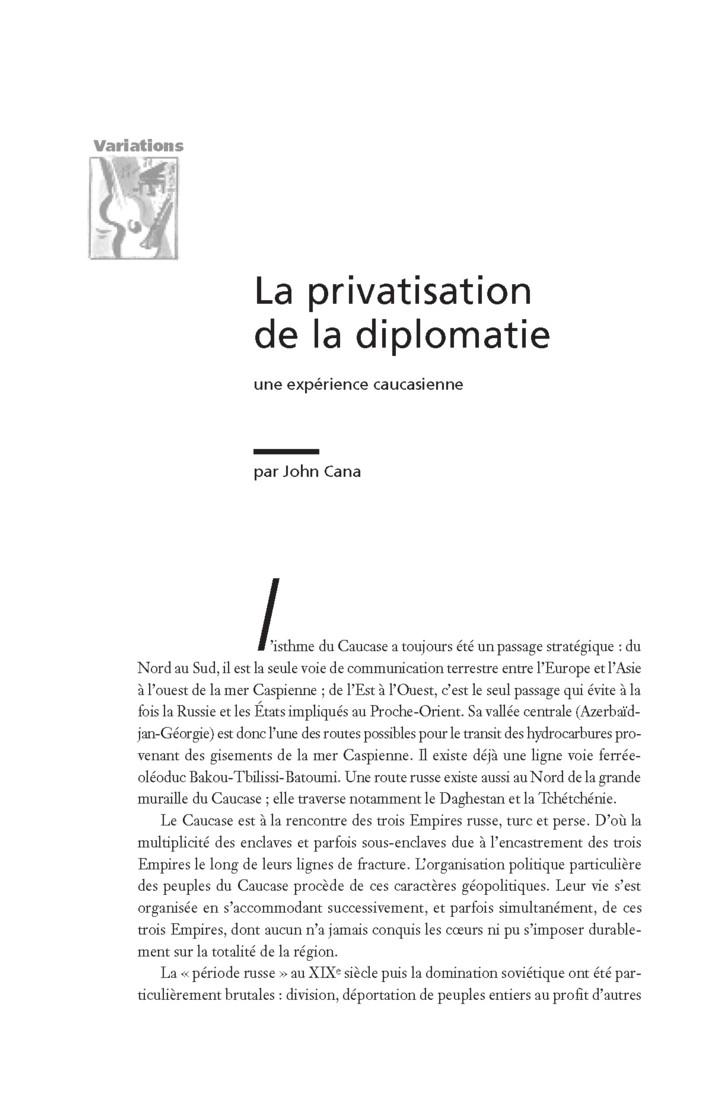 Variations
La privatisation
de la diplomatie
une expérience caucasienne
par John Cana
l’isthme du Caucase a toujours été un passage stratégique : du
Nord au Sud, il est la seule voie de communication terrestre entre l’Europe et l’Asie
à l’ouest de la mer Caspienne ; de l’Est à l’Ouest, c’est le seul passage qui évite à la
fois la Russie et les États impliqués au Proche-Orient. Sa vallée centrale (Azerbaïd-
jan-Géorgie) est donc l’une des routes possibles pour le transit des hydrocarbures pro-
venant des gisements de la mer Caspienne. Il existe déjà une ligne voie ferrée-
oléoduc Bakou-Tbilissi-Batoumi. Une route russe existe aussi au Nord de la grande
muraille du Caucase ; elle traverse notamment le Daghestan et la Tchétchénie.
Le Caucase est à la rencontre des trois Empires russe, turc et perse. D’où la
multiplicité des enclaves et parfois sous-enclaves due à l’encastrement des trois
Empires le long de leurs lignes de fracture. L’organisation politique particulière
des peuples du Caucase procède de ces caractères géopolitiques. Leur vie s’est
organisée en s’accommodant successivement, et parfois simultanément, de ces
trois Empires, dont aucun n’a jamais conquis les cœurs ni pu s’imposer durable-
ment sur la totalité de la région.
La « période russe » au XIXe siècle puis la domination soviétique ont été par-
ticulièrement brutales : division, déportation de peuples entiers au profit d’autres